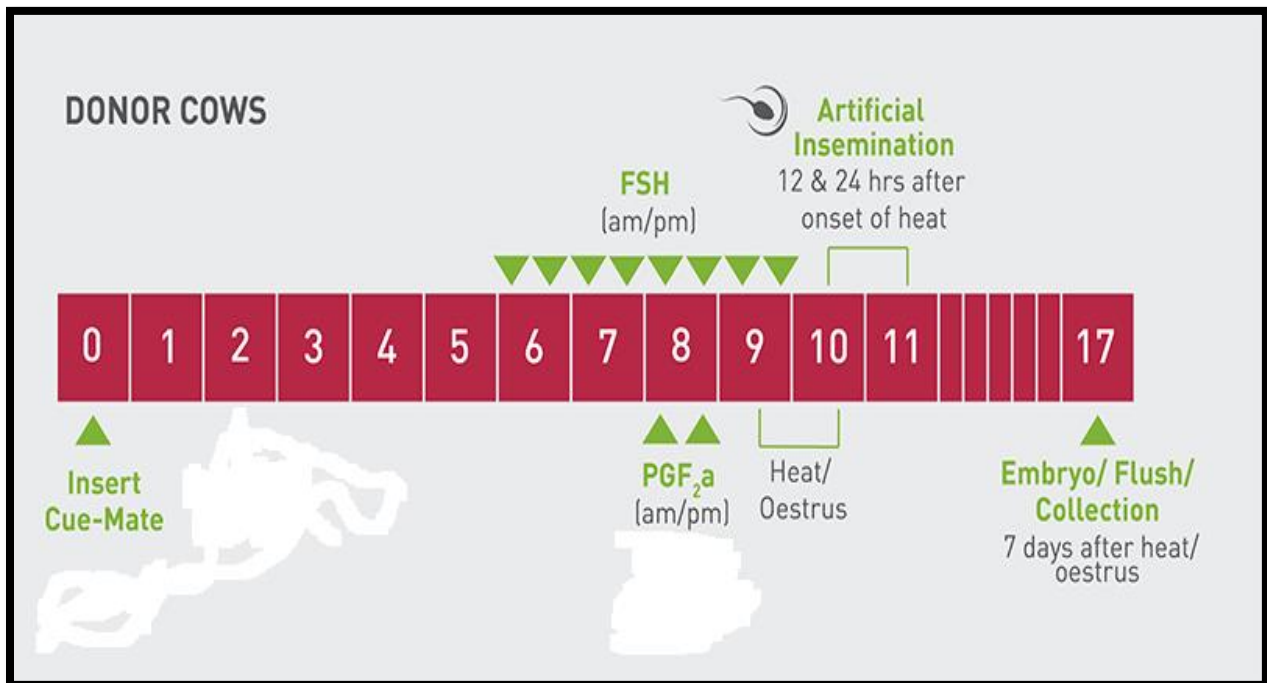 DONOR COWS
Artificial
Insemination
12 & 24 hrs after
onset of heat
FSH
(am/pm)
0 1 2 3 4 5 6 7 8 9 10 11 17
Insert
Cue-Mate
PGF₂a
(am/pm)
Heat/
Oestrus
Embryo/ Flush/
Collection
7 days after heat/
oestrus